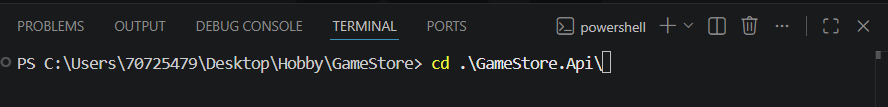 PROBLEMS OUTPUT DEBUG CONSOLE TERMINAL PORTS powershell
PS C:\Users\70725479\Desktop\Hobby\GameStore> cd .\GameStore.Api\